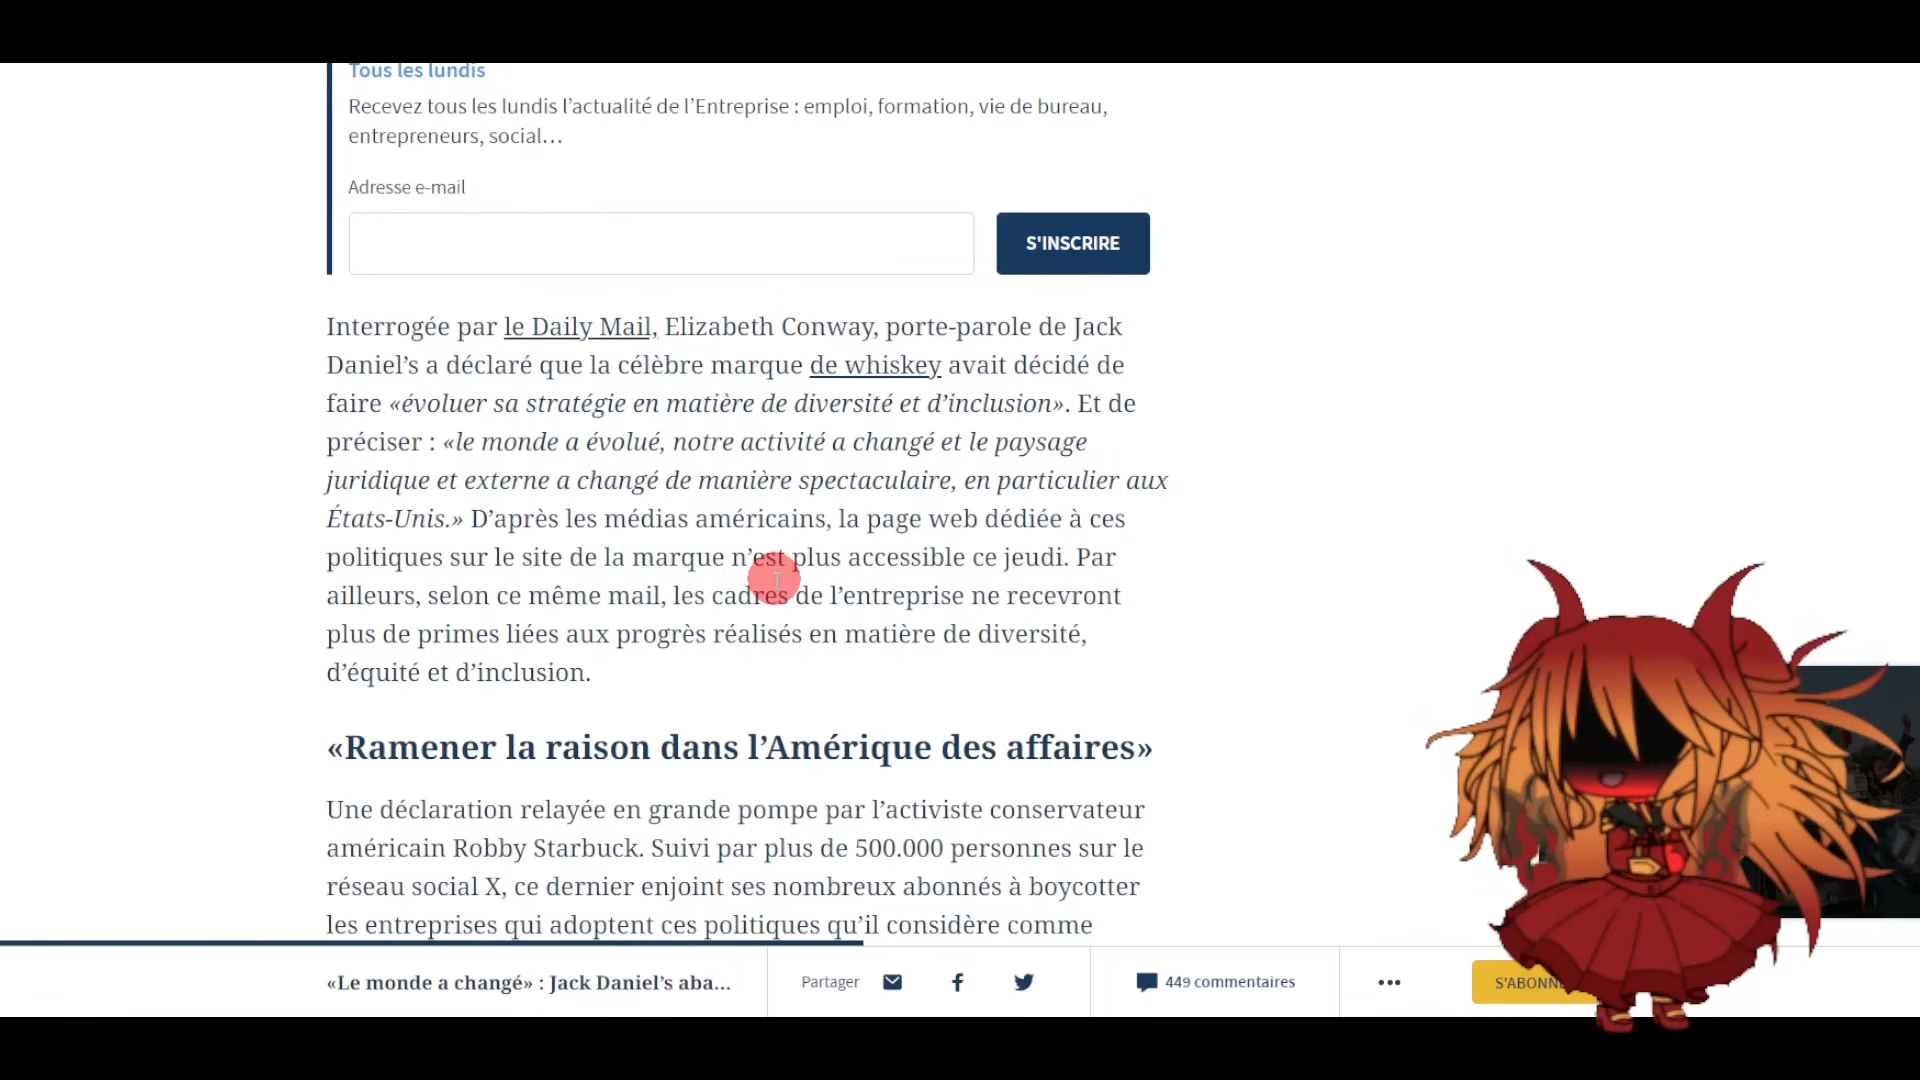 Tous les lundis
Recevez tous les lundis l’actualité de l’Entreprise : emploi, formation, vie de bureau,
entrepreneurs, social…
Adresse e-mail
S'INSCRIRE
Interrogée par le Daily Mail, Elizabeth Conway, porte-parole de Jack
Daniel’s a déclaré que la célèbre marque de whiskey avait décidé de
faire «évoluer sa stratégie en matière de diversité et d’inclusion». Et de
préciser : «le monde a évolué, notre activité a changé et le paysage
juridique et externe a changé de manière spectaculaire, en particulier aux
États-Unis.» D’après les médias américains, la page web dédiée à ces
politiques sur le site de la marque n’est plus accessible ce jeudi. Par
ailleurs, selon ce même mail, les cadres de l’entreprise ne recevront
plus de primes liées aux progrès réalisés en matière de diversité,
d’équité et d’inclusion.
«Ramener la raison dans l’Amérique des affaires»
Une déclaration relayée en grande pompe par l’activiste conservateur
américain Robby Starbuck. Suivi par plus de 500.000 personnes sur le
réseau social X, ce dernier enjoint ses nombreux abonnés à boycotter
les entreprises qui adoptent ces politiques qu’il considère comme
«Le monde a changé» : Jack Daniel’s aba...
Partager
449 commentaires
S'ABONN